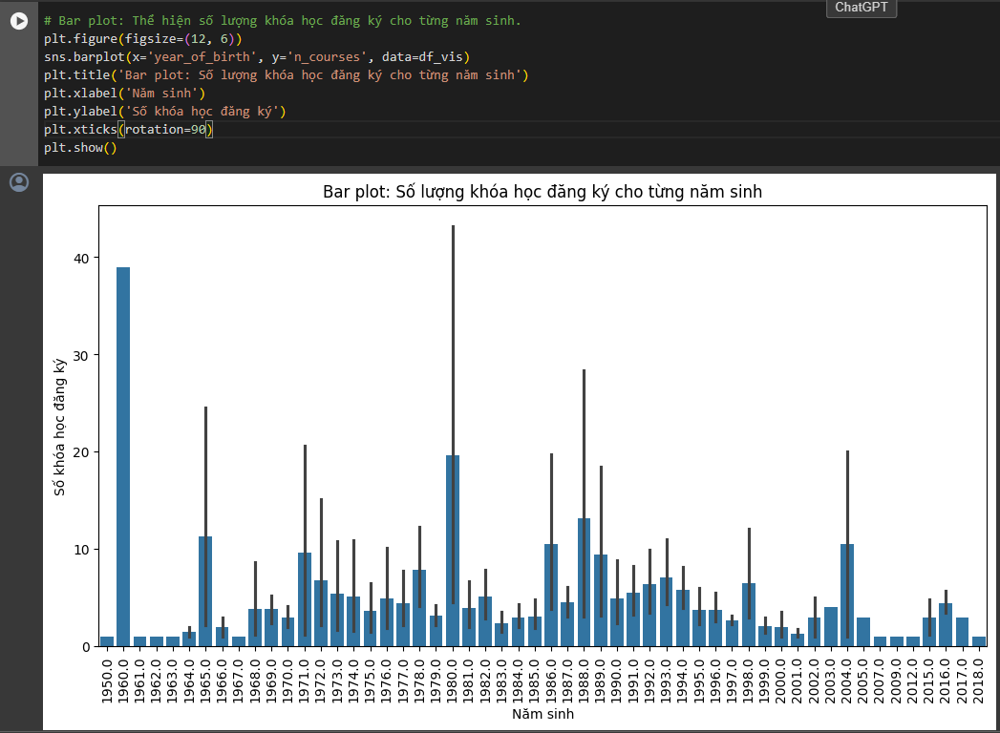 ChatGPT
# Bar plot: Thể hiện số lượng khóa học đăng ký cho từng năm sinh.
plt.figure(figsize=(12, 6))
sns.barplot(x='year_of_birth', y='n_courses', data=df_vis)
plt.title('Bar plot: Số lượng khóa học đăng ký cho từng năm sinh')
plt.xlabel('Năm sinh')
plt.ylabel('Số khóa học đăng ký')
plt.xticks(rotation=90)
plt.show()
Bar plot: Số lượng khóa học đăng ký cho từng năm sinh
Số khóa học đăng ký
40
30
20
10
0
1950.0 1960.0 1961.0 1962.0 1963.0 1964.0 1965.0 1966.0 1967.0 1968.0 1969.0 1970.0 1971.0 1972.0 1973.0 1974.0 1975.0 1976.0 1977.0 1978.0 1979.0 1980.0 1981.0 1982.0 1983.0 1984.0 1985.0 1986.0 1987.0 1988.0 1989.0 1990.0 1991.0 1992.0 1993.0 1994.0 1995.0 1996.0 1997.0 1998.0 1999.0 2000.0 2001.0 2002.0 2003.0 2004.0 2005.0 2007.0 2009.0 2012.0 2015.0 2016.0 2017.0 2018.0
Năm sinh